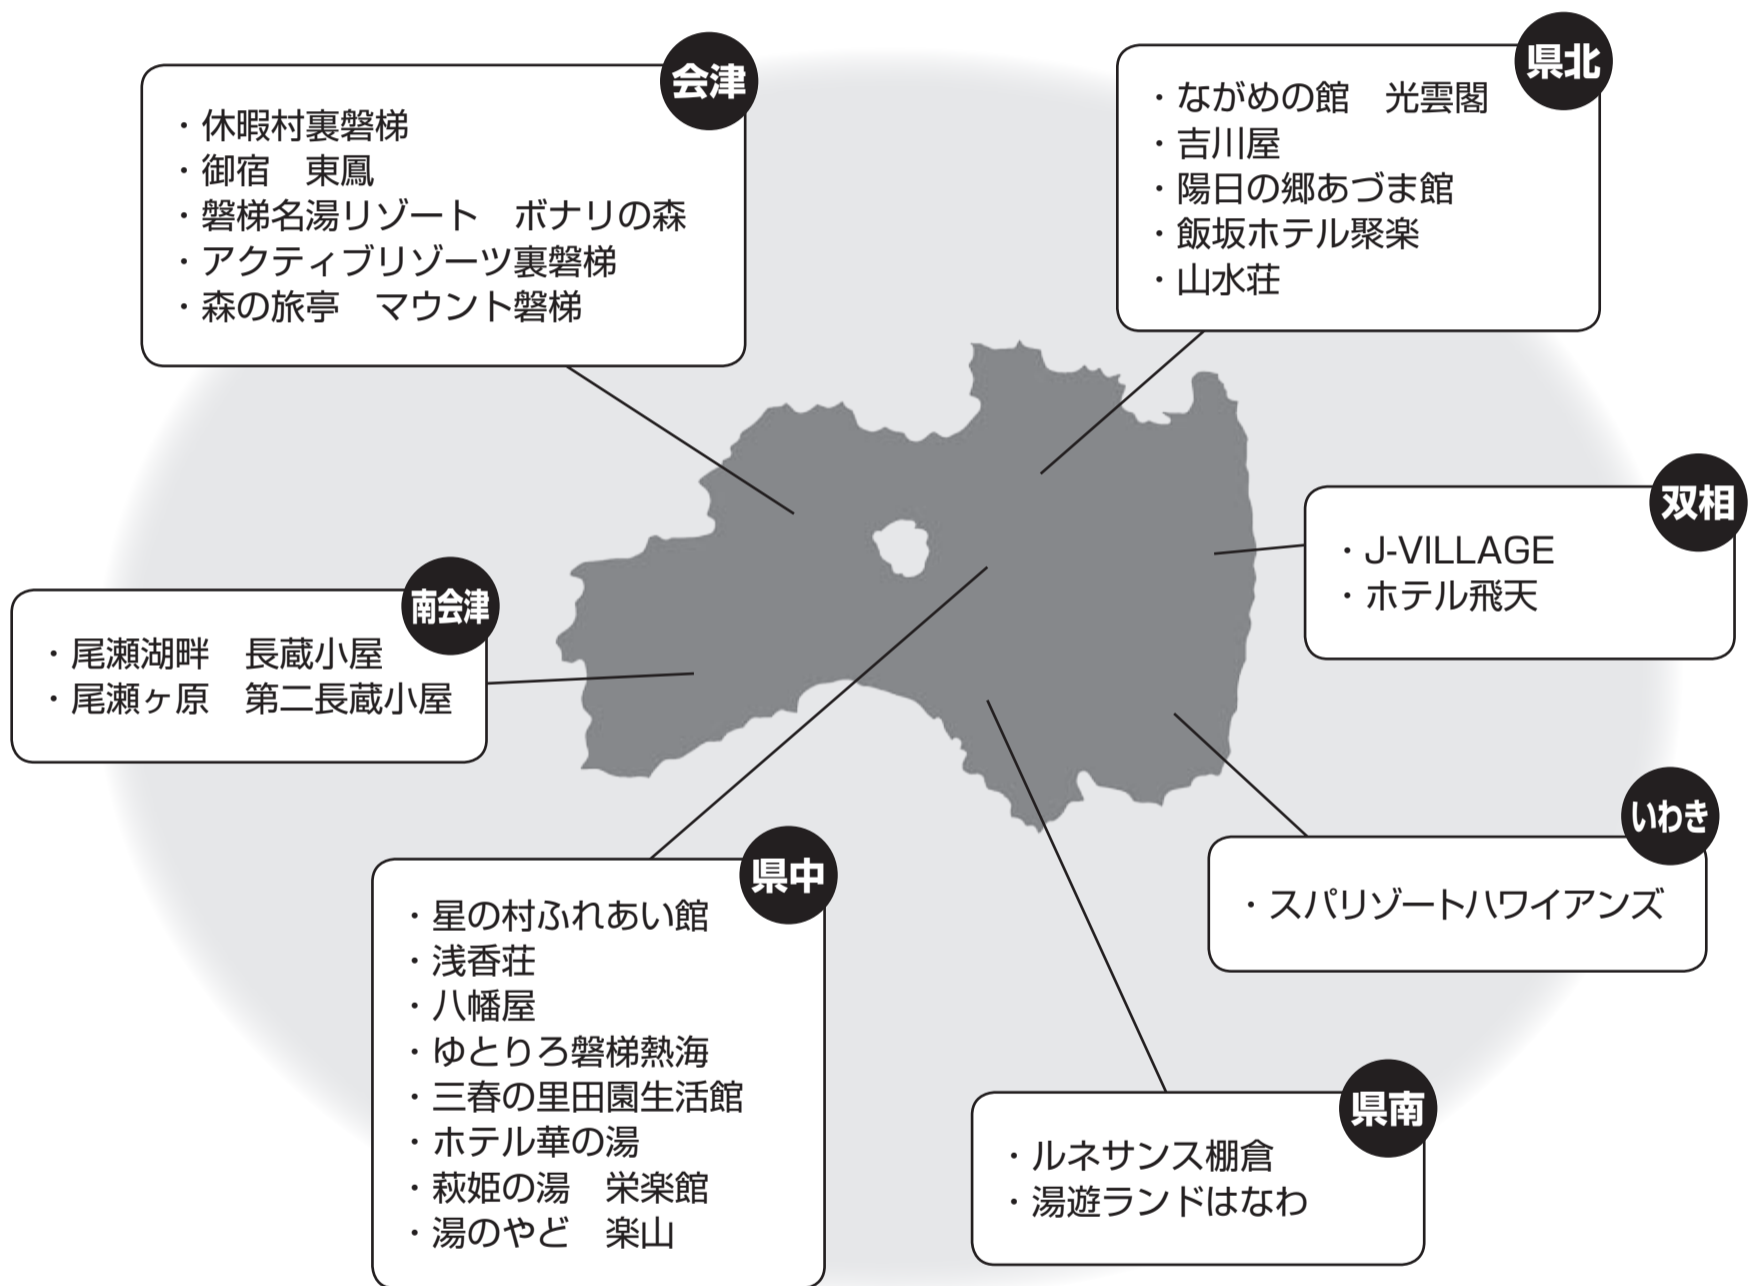 会津
・休暇村裏磐梯
・御宿　東鳳
・磐梯名湯リゾート　ボナリの森
・アクティブリゾーツ裏磐梯
・森の旅亭　マウント磐梯
県北
・ながめの館　光雲閣
・吉川屋
・陽日の郷あづま館
・飯坂ホテル聚楽
・山水荘
双相
・J-VILLAGE
・ホテル飛天
南会津
・尾瀬湖畔　長蔵小屋
・尾瀬ヶ原　第二長蔵小屋
いわき
・スパリゾートハワイアンズ
県中
・星の村ふれあい館
・浅香荘
・八幡屋
・ゆとりろ磐梯熱海
・三春の里田園生活館
・ホテル華の湯
・萩姫の湯　栄楽館
・湯のやど　楽山
県南
・ルネサンス棚倉
・湯遊ランドはなわ